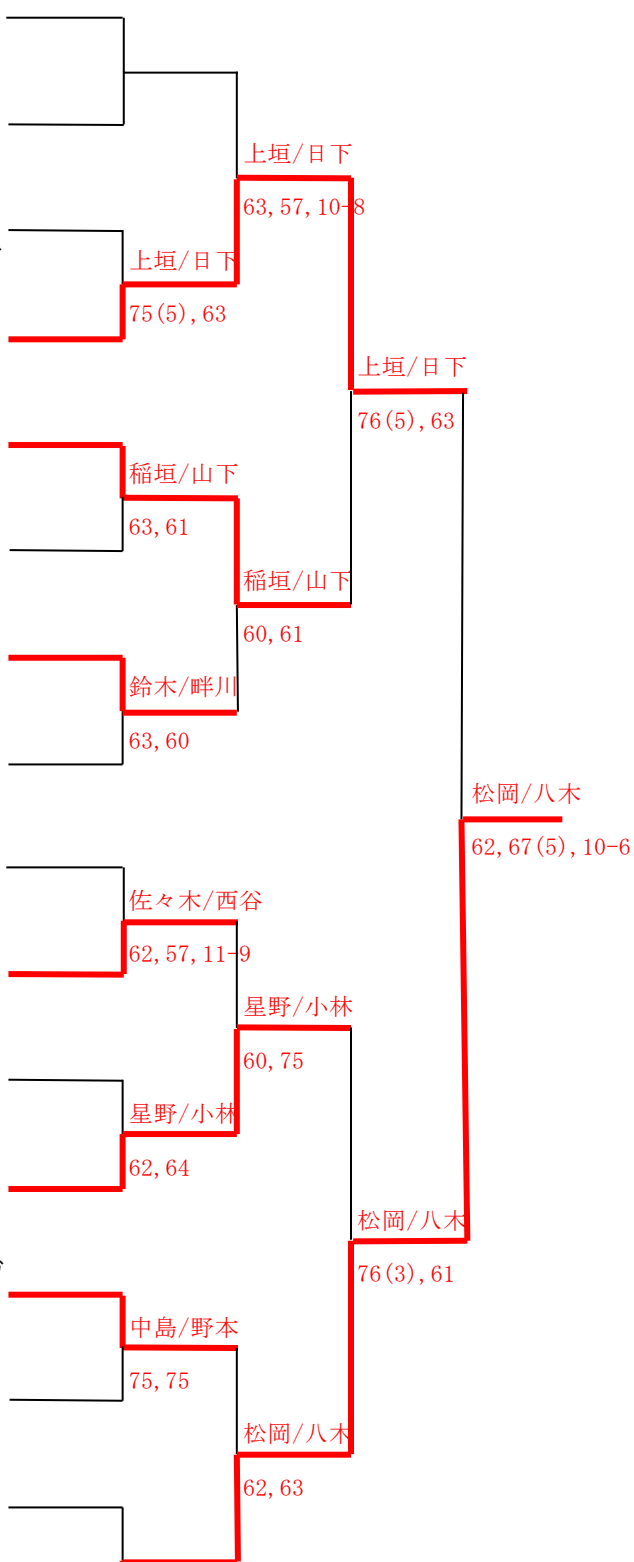 上垣/日下
63,57,10-8
上垣/日下
75(5),63
上垣/日下
76(5),63
稲垣/山下
63,61
稲垣/山下
60,61
鈴木/畔川
63,60
松岡/八木
62,67(5),10-6
佐々木/西谷
62,57,11-9
星野/小林
60,75
星野/小林
62,64
松岡/八木
76(3),61
中島/野本
75,75
松岡/八木
62,63